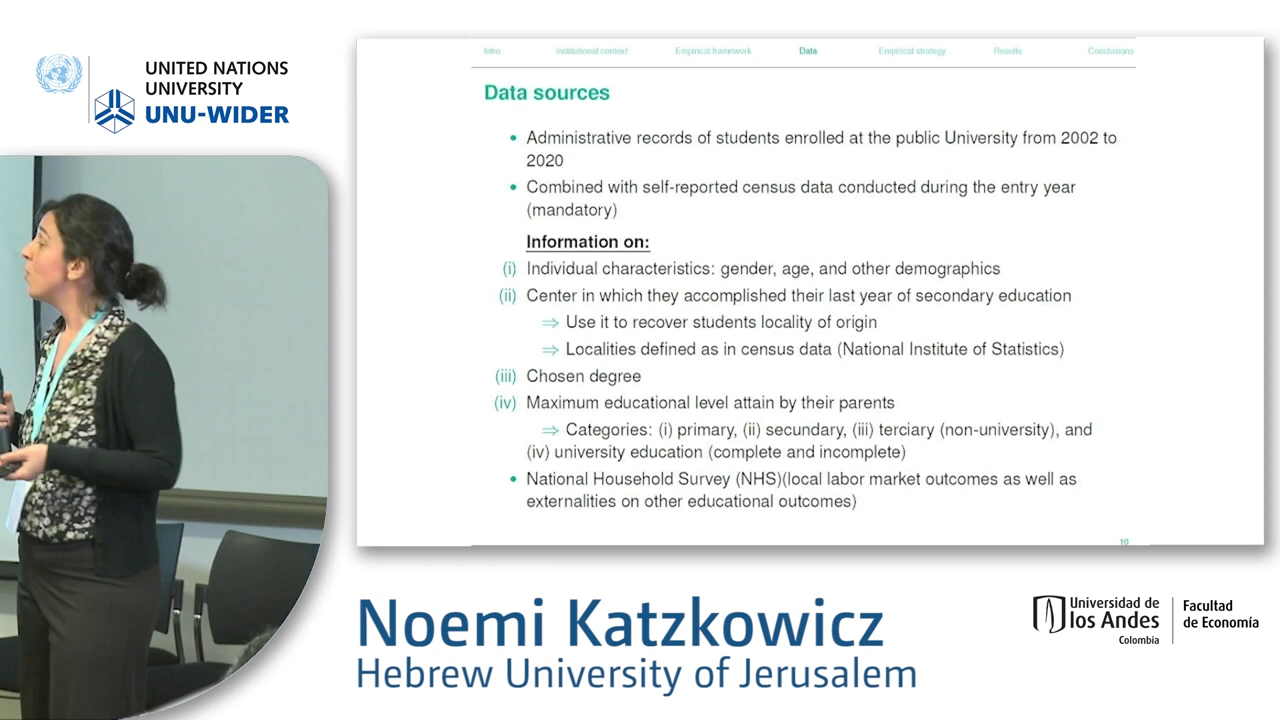 UNITED NATIONS
UNIVERSITY
UNU-WIDER
Intro Institutional context Empirical framework Data Empirical strategy Results Conclusions
Data sources
• Administrative records of students enrolled at the public University from 2002 to
2020
• Combined with self-reported census data conducted during the entry year
(mandatory)
Information on:
(i) Individual characteristics: gender, age, and other demographics
(ii) Center in which they accomplished their last year of secondary education
⇒ Use it to recover students locality of origin
⇒ Localities defined as in census data (National Institute of Statistics)
(iii) Chosen degree
(iv) Maximum educational level attain by their parents
⇒ Categories: (i) primary, (ii) secundary, (iii) terciary (non-university), and
(iv) university education (complete and incomplete)
• National Household Survey (NHS)(local labor market outcomes as well as
externalities on other educational outcomes)
10
Noemi Katzkowicz
Hebrew University of Jerusalem
Universidad de
los Andes
Colombia
Facultad
de Economía